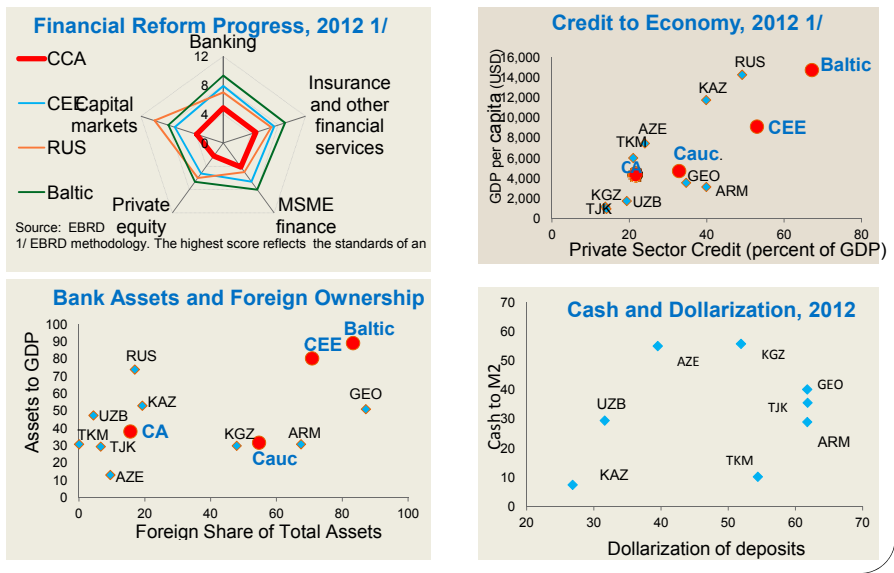 Financial Reform Progress, 2012 1/
Banking
12
8
4
0
CCA
CEE
RUS
Baltic
Capital
markets
Insurance
and other
financial
services
Private
equity
MSME
finance
Source: EBRD
1/ EBRD methodology. The highest score reflects the standards of an
Credit to Economy, 2012 1/
GDP per capita (USD)
16,000
14,000
12,000
10,000
8,000
6,000
4,000
2,000
0
RUS
Baltic
KAZ
CEE
AZE
TKM
Cauc.
CA
GEO
ARM
KGZ
UZB
TJK
0 20 40 60 80
Private Sector Credit (percent of GDP)
Bank Assets and Foreign Ownership
Assets to GDP
100
90
80
70
60
50
40
30
20
10
0
Baltic
CEE
RUS
GEO
KAZ
UZB
CA
TKM
TJK
KGZ
ARM
Cauc
AZE
0 20 40 60 80 100
Foreign Share of Total Assets
Cash and Dollarization, 2012
Cash to M2
70
60
50
40
30
20
10
0
AZE
KGZ
GEO
UZB
TJK
ARM
TKM
KAZ
20 30 40 50 60 70
Dollarization of deposits